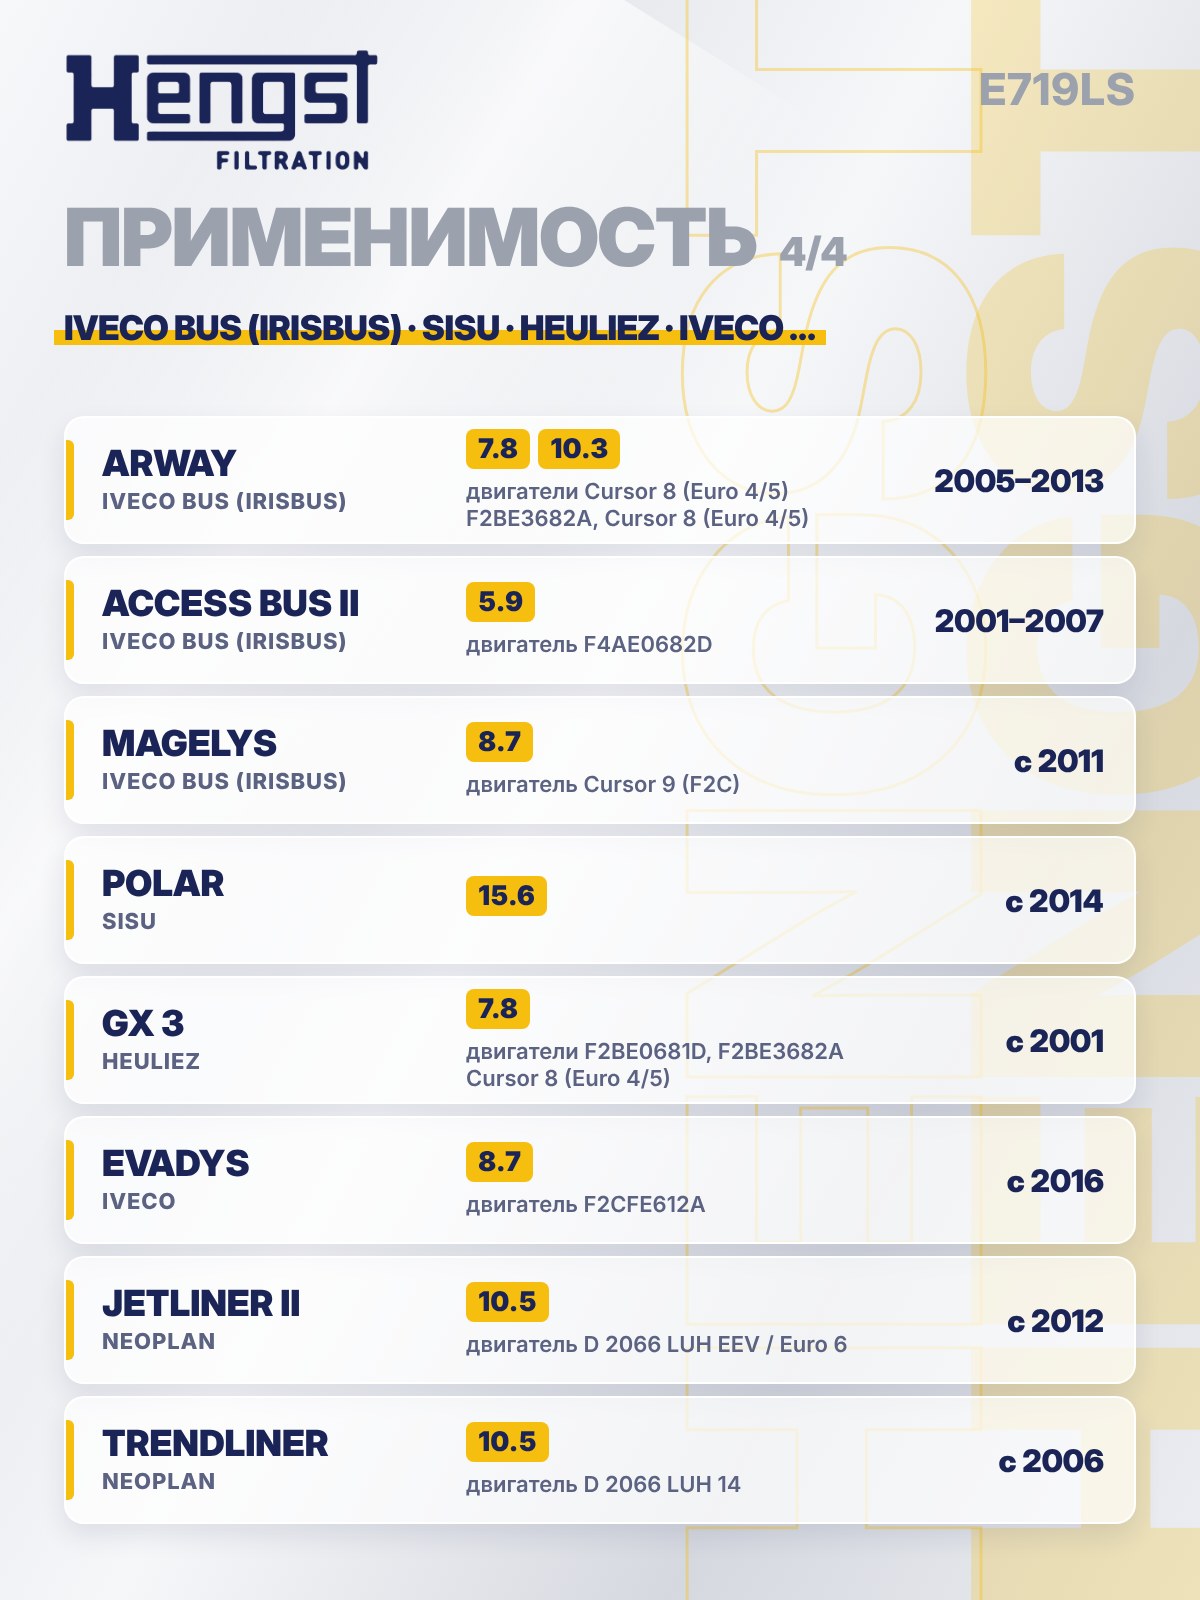 Hengst
FILTRATION
E719LS
ПРИМЕНИМОСТЬ 4/4
IVECO BUS (IRISBUS) · SISU · HEULIEZ · IVECO ...
ARWAY
IVECO BUS (IRISBUS)
7.8 10.3
двигатели Cursor 8 (Euro 4/5)
F2BE3682A, Cursor 8 (Euro 4/5)
2005–2013
ACCESS BUS II
IVECO BUS (IRISBUS)
5.9
двигатель F4AE0682D
2001–2007
MAGELYS
IVECO BUS (IRISBUS)
8.7
двигатель Cursor 9 (F2C)
с 2011
POLAR
SISU
15.6
с 2014
GX 3
HEULIEZ
7.8
двигатели F2BE0681D, F2BE3682A
Cursor 8 (Euro 4/5)
с 2001
EVADYS
IVECO
8.7
двигатель F2CFE612A
с 2016
JETLINER II
NEOPLAN
10.5
двигатель D 2066 LUH EEV / Euro 6
с 2012
TRENDLINER
NEOPLAN
10.5
двигатель D 2066 LUH 14
с 2006
HENGST
HENGST